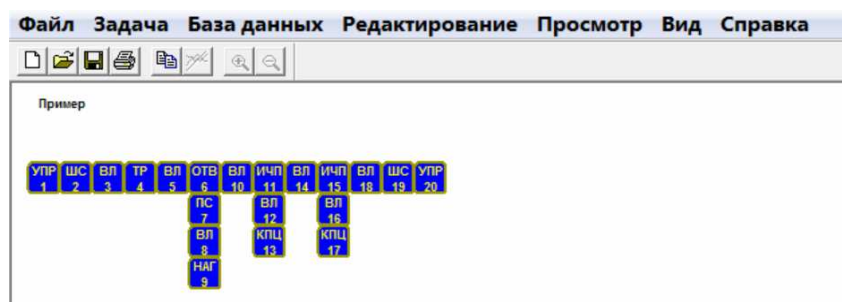 Файл Задача База данных Редактирование Просмотр Вид Справка
Пример
УПР ШС ВЛ ТР ВЛ ОТВ ВЛ ИЧП ВЛ ИЧП ВЛ ШС УПР
1 2 3 4 5 6 10 11 14 15 18 19 20
ПС ВЛ ВЛ
7 12 16
ВЛ КПЦ КПЦ
8 13 17
НАГ
9